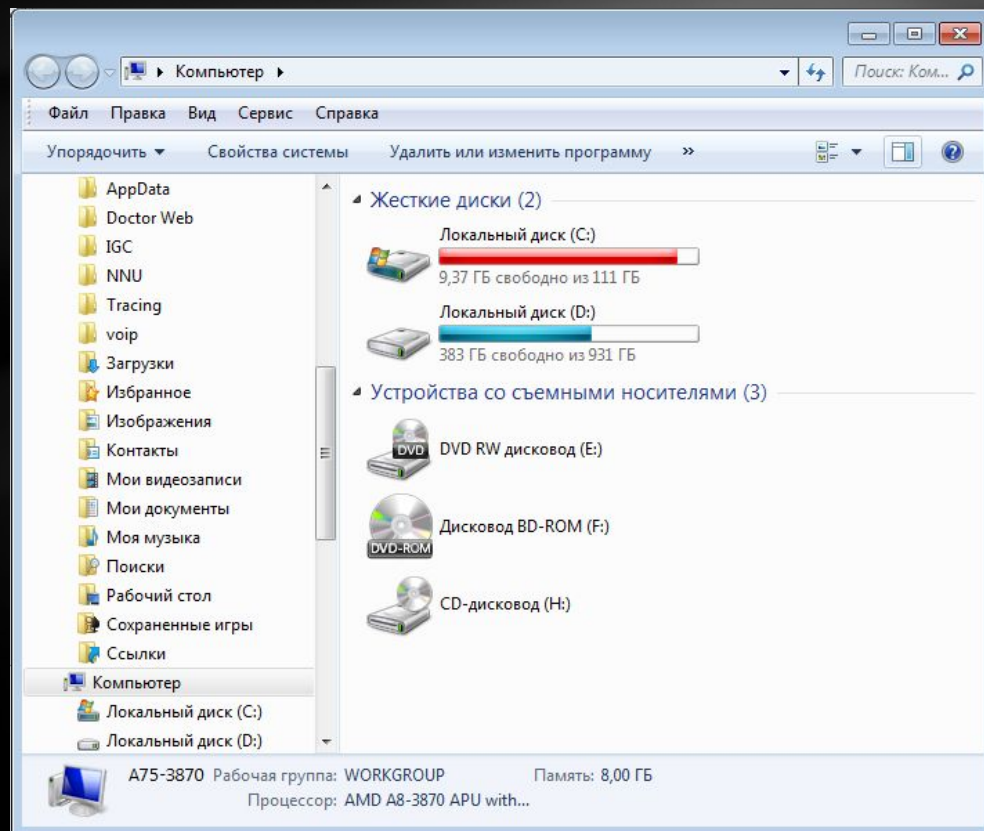 Компьютер
Поиск: Ком...
Файл Правка Вид Сервис Справка
Упорядочить Свойства системы Удалить или изменить программу »
AppData
Doctor Web
IGC
NNU
Tracing
voip
Загрузки
Избранное
Изображения
Контакты
Мои видеозаписи
Мои документы
Моя музыка
Поиски
Рабочий стол
Сохраненные игры
Ссылки
Компьютер
Локальный диск (C:)
Локальный диск (D:)
Жесткие диски (2)
Локальный диск (C:)
9,37 ГБ свободно из 111 ГБ
Локальный диск (D:)
383 ГБ свободно из 931 ГБ
Устройства со съемными носителями (3)
DVD
DVD RW дисковод (E:)
DVD-ROM
Дисковод BD-ROM (F:)
CD-дисковод (H:)
A75-3870 Рабочая группа: WORKGROUP Память: 8,00 ГБ
Процессор: AMD A8-3870 APU with...